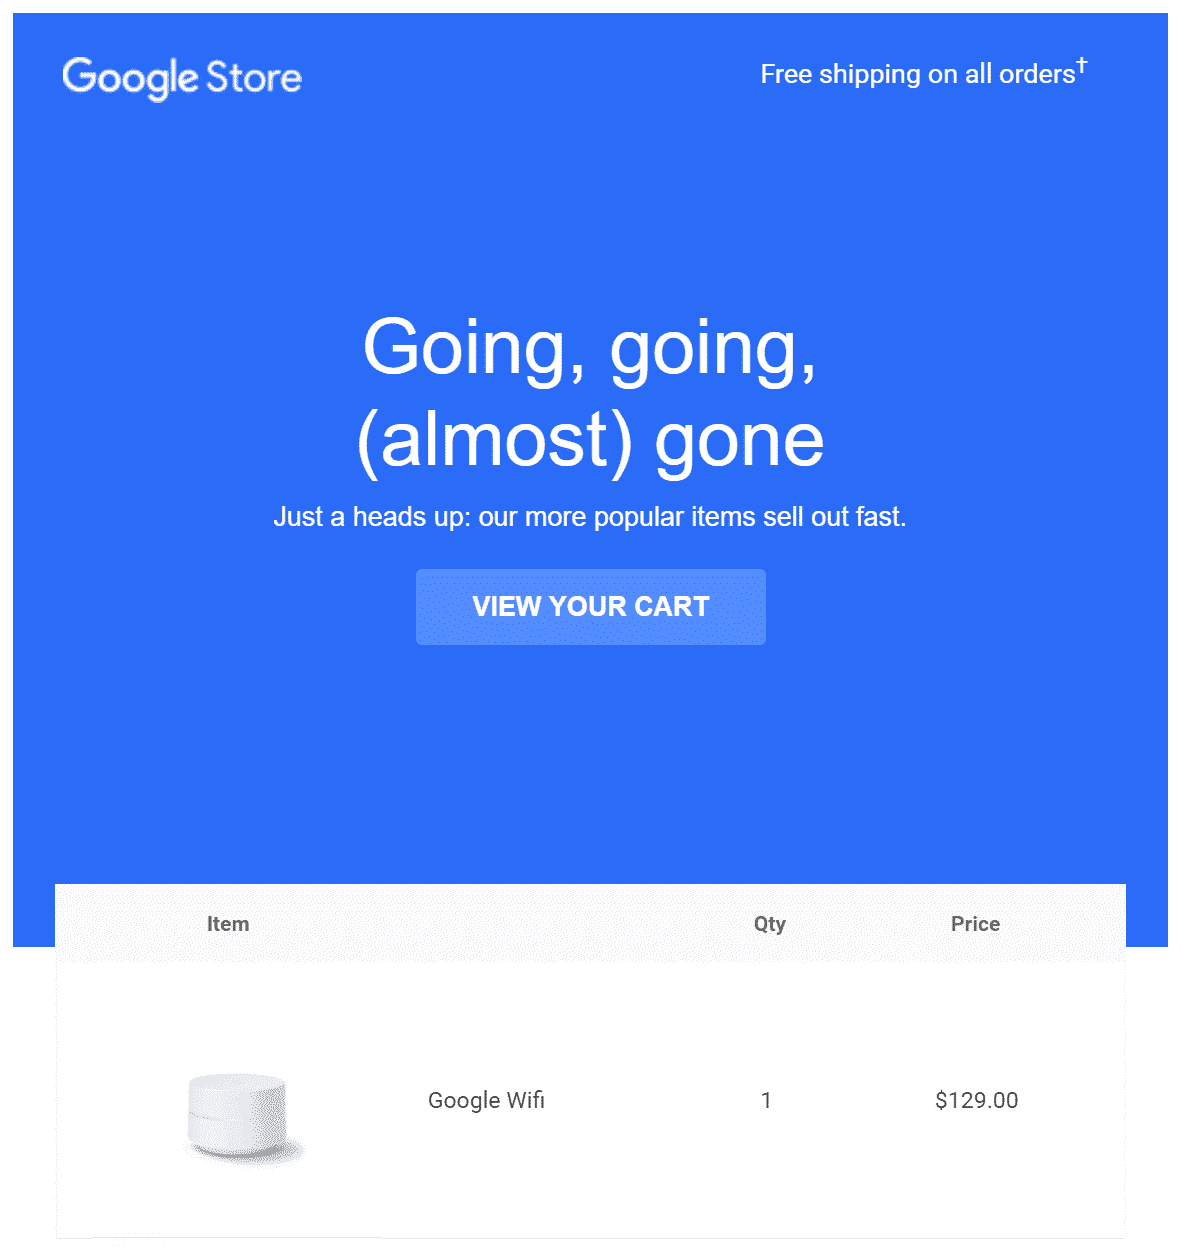 Google Store
Free shipping on all orders†
Going, going,
(almost) gone
Just a heads up: our more popular items sell out fast.
VIEW YOUR CART
Item Qty Price
Google Wifi 1 $129.00